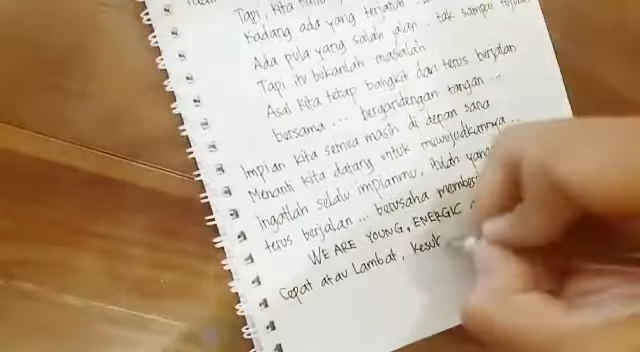 Tapi, kita
Kadang ada yang terjatuh
Ada pula yang salah jalan .. tak sampai
Tapi itu bukanlah masalah
Asal kita tetap bangkit dan terus berjalan
bersama ... bergandengan tangan ...
Impian kita semua masih di depan sana
Menanti kita datang untuk mewujudkannya ..
Ingatlah selalu impianmu, itulah yang
terus berjalan ... berusaha
WE ARE YOUNG, ENERGIC
Cepat atau Lambat, kesuk